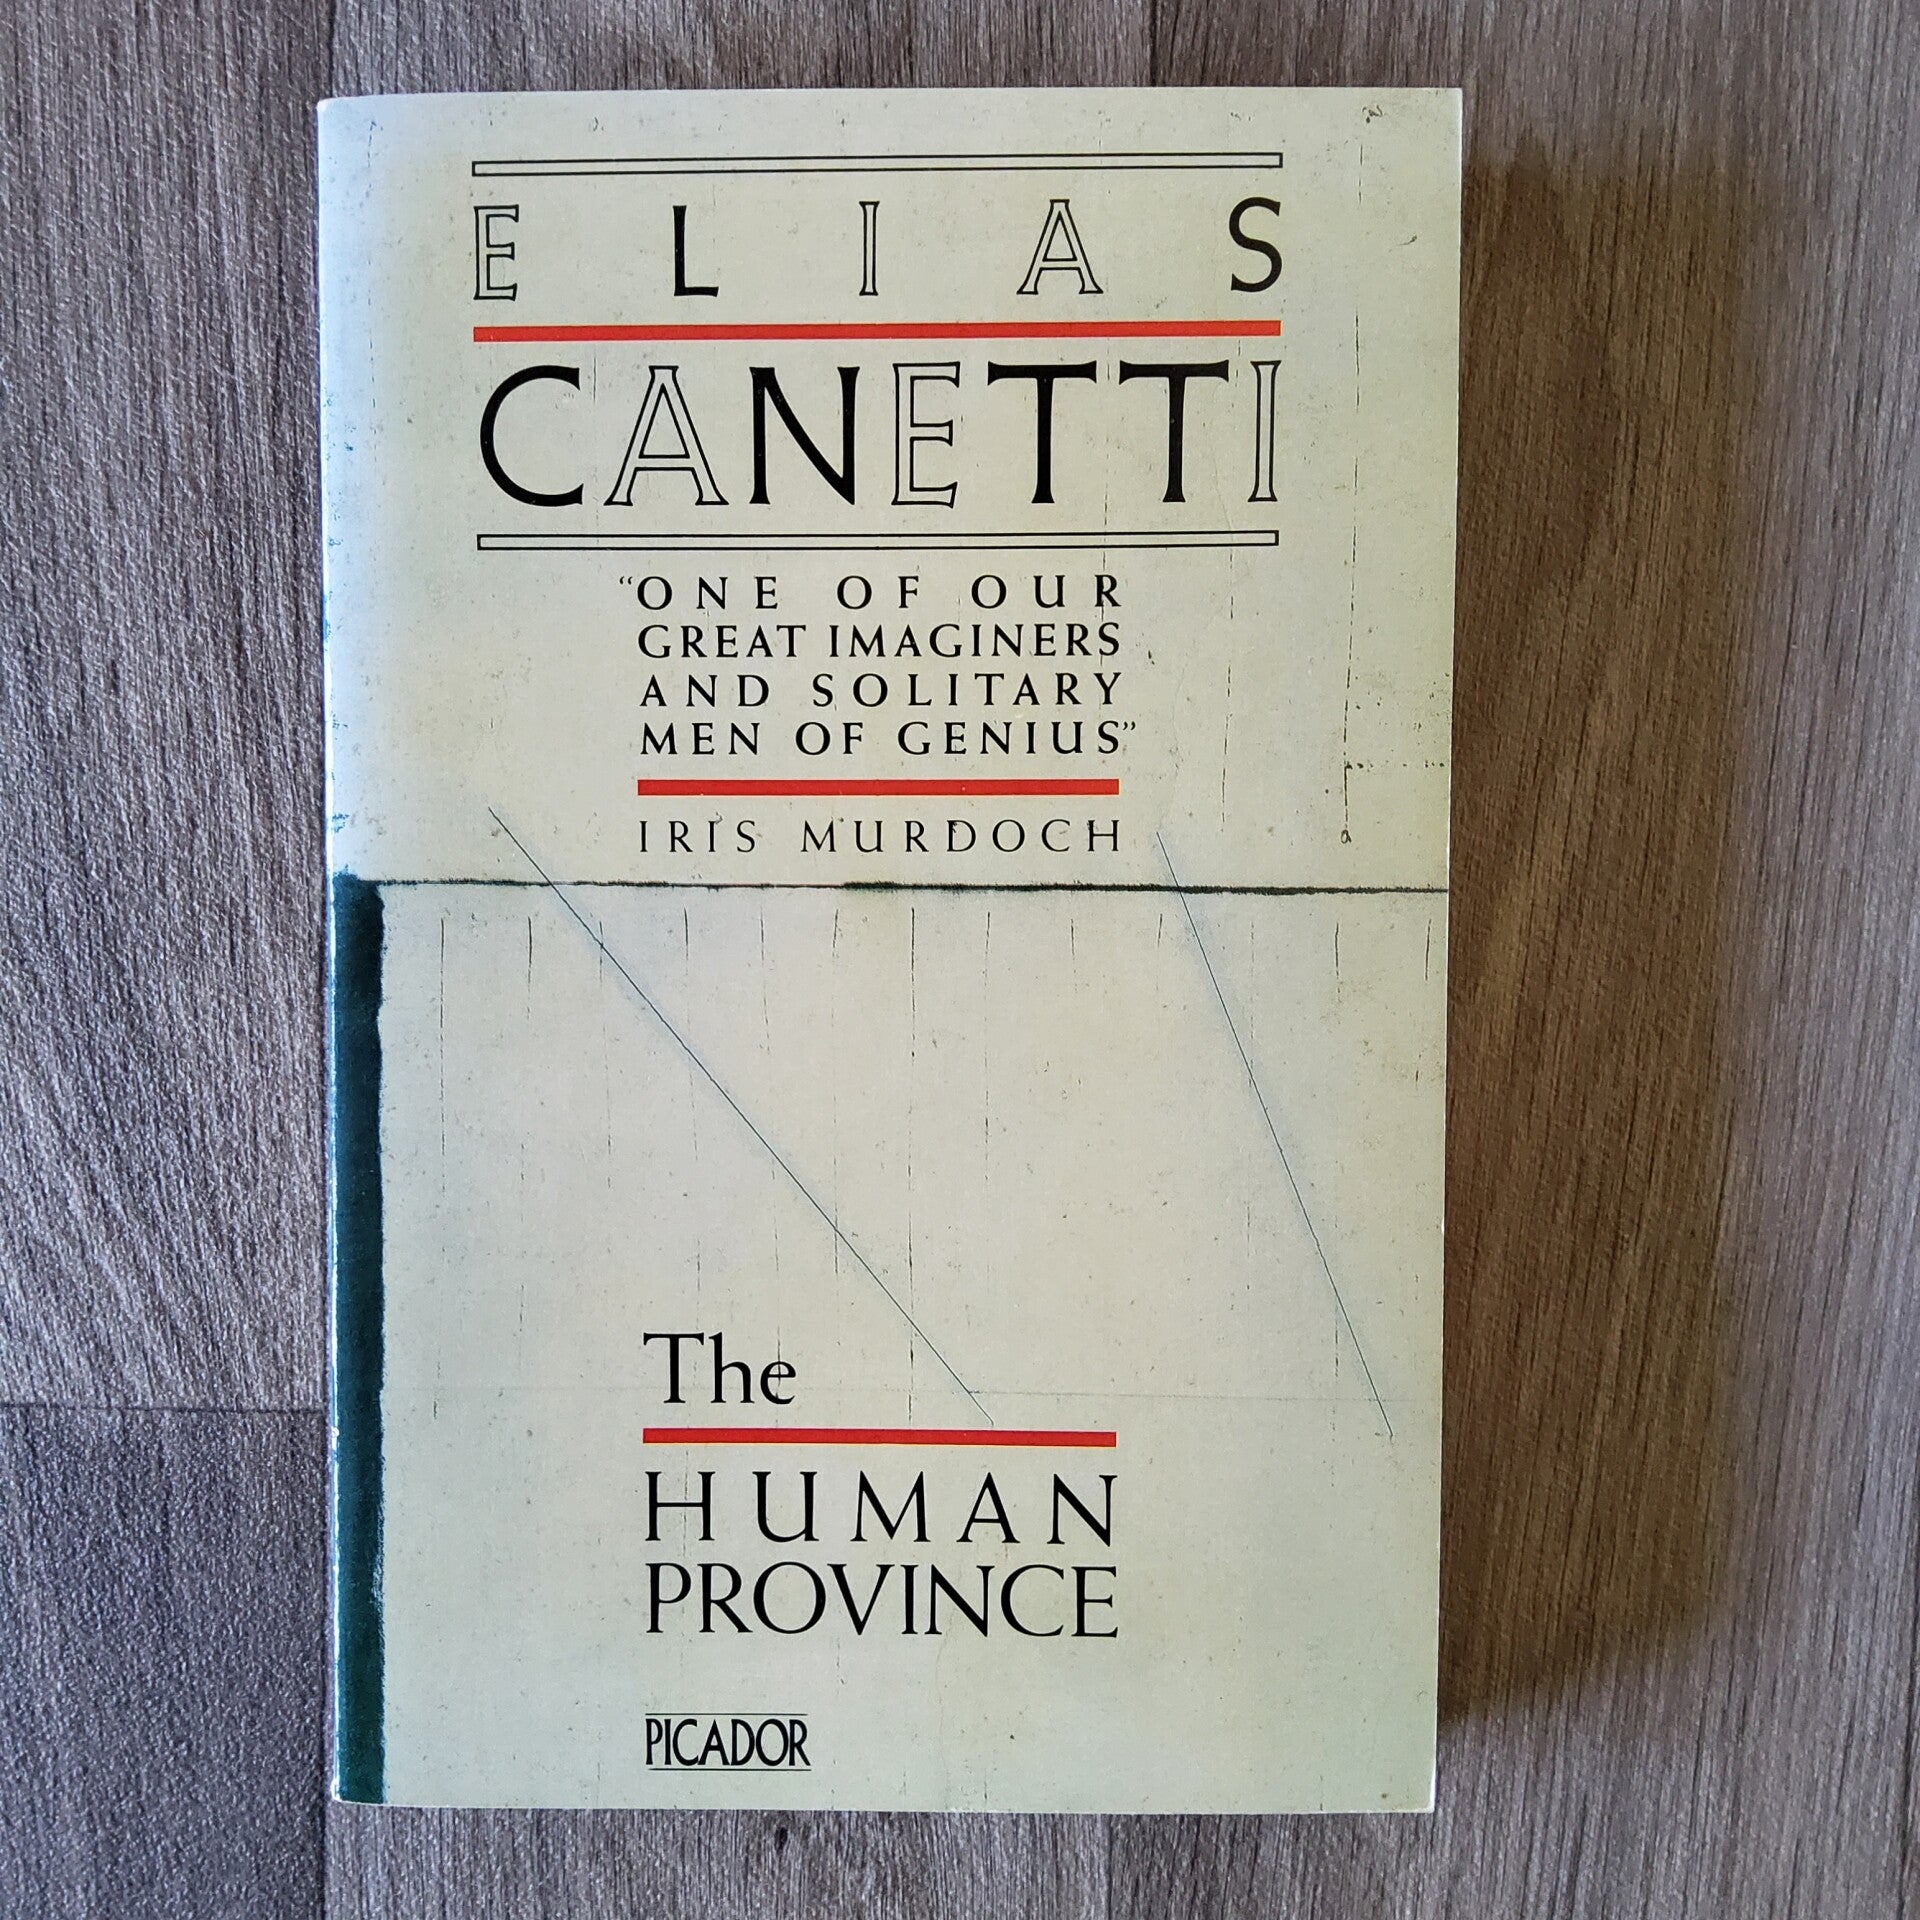 ELIAS
CANETTI
“ONE OF OUR
GREAT IMAGINERS
AND SOLITARY
MEN OF GENIUS”
IRIS MURDOCH
The
HUMAN
PROVINCE
PICADOR